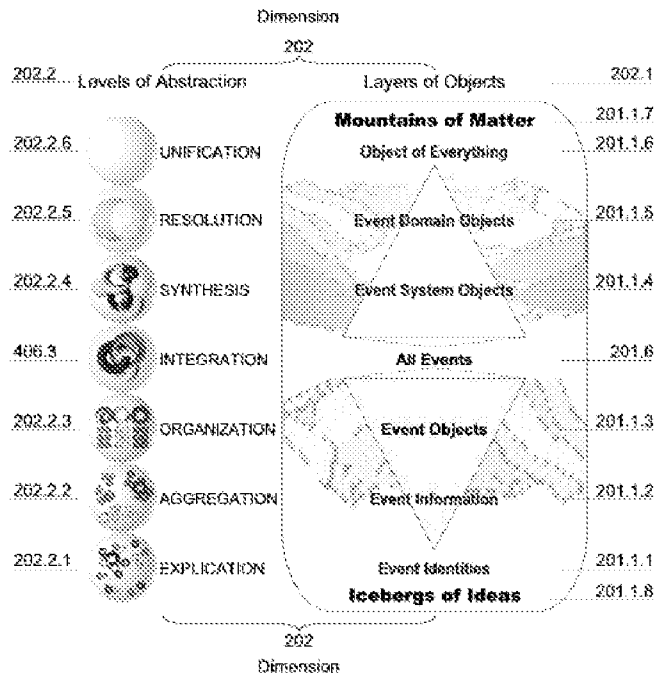 Dimension
202
202.2 Levels of Abstraction Layers of Objects 202.1
Mountains of Matter 201.1.7
202.2.6 UNIFICATION Object of Everything 201.1.6
202.2.5 RESOLUTION Event Domain Objects 201.1.5
202.2.4 SYNTHESIS Event System Objects 201.1.4
406.3 INTEGRATION All Events 201.6
202.2.3 ORGANIZATION Event Objects 201.1.3
202.2.2 AGGREGATION Event Information 201.1.2
202.2.1 EXPLICATION Event Identities 201.1.1
Icebergs of Ideas 201.1.8
202
Dimension